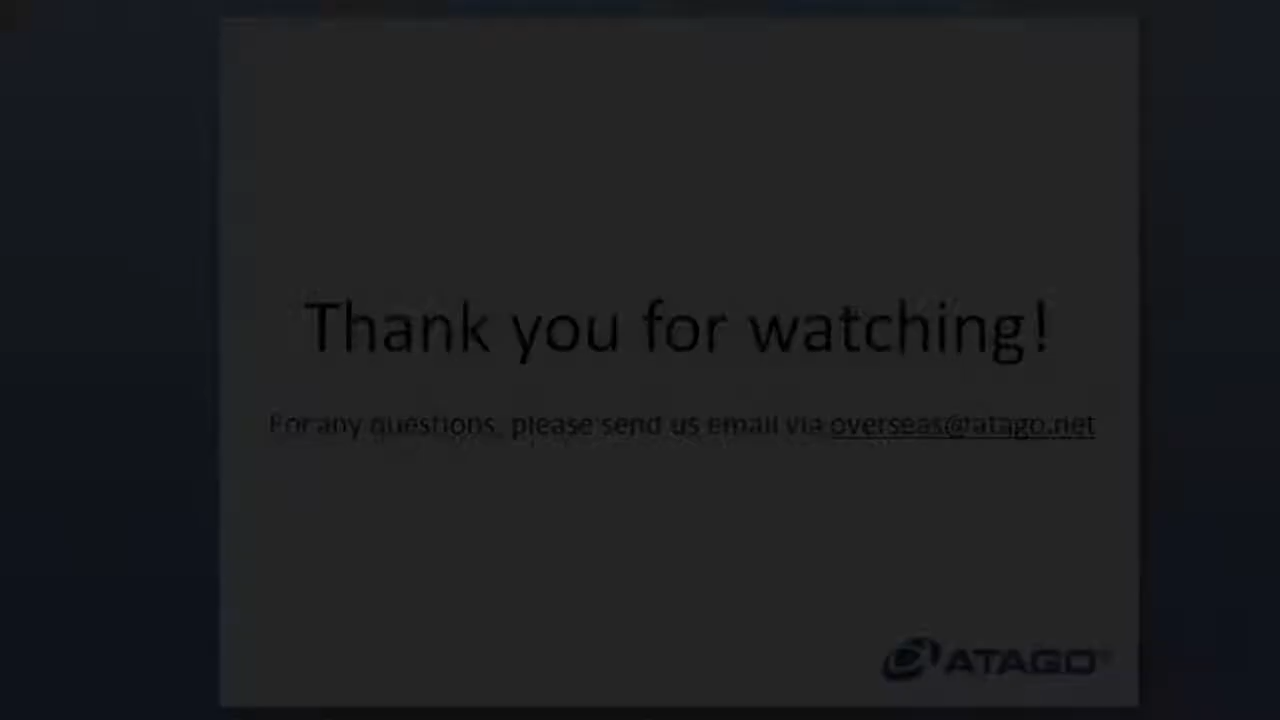 Thank you for watching!
For any questions, please send us email via overseas@atago.net
ATAGO